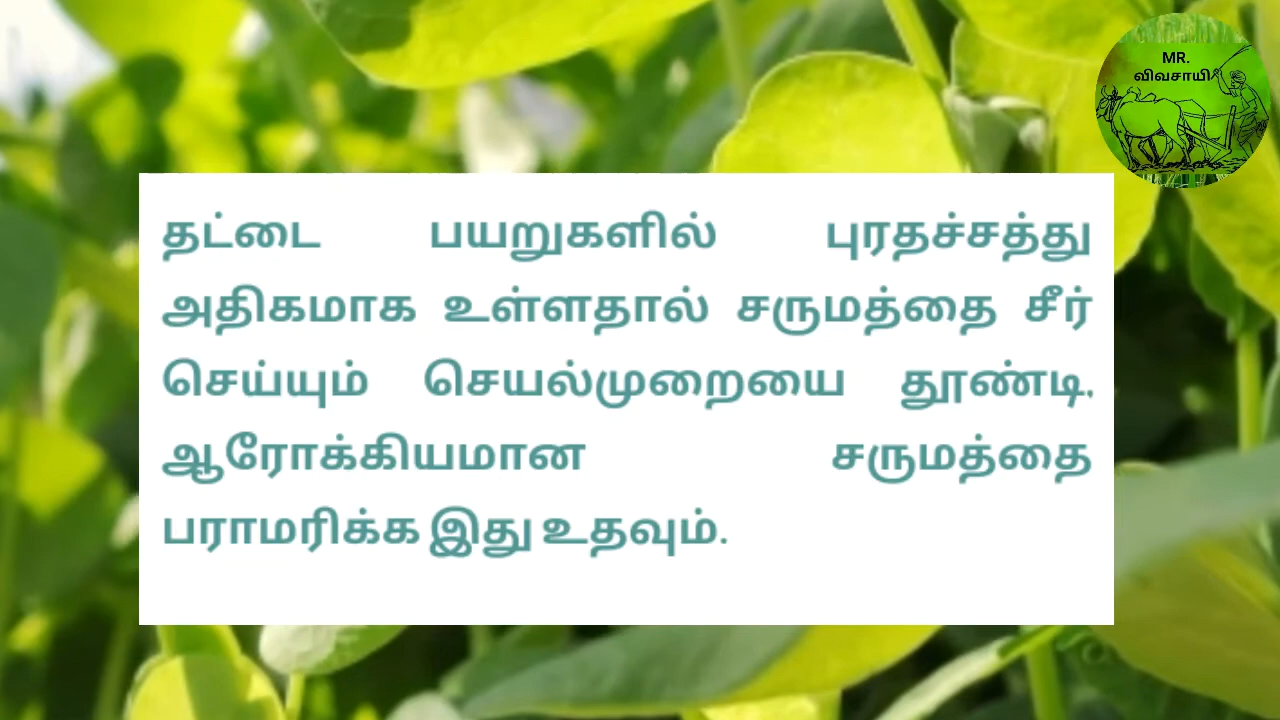 MR.
விவசாயி
தட்டை பயறுகளில் புரதச்சத்து
அதிகமாக உள்ளதால் சருமத்தை சீர்
செய்யும் செயல்முறையை தூண்டி,
ஆரோக்கியமான சருமத்தை
பராமரிக்க இது உதவும்.